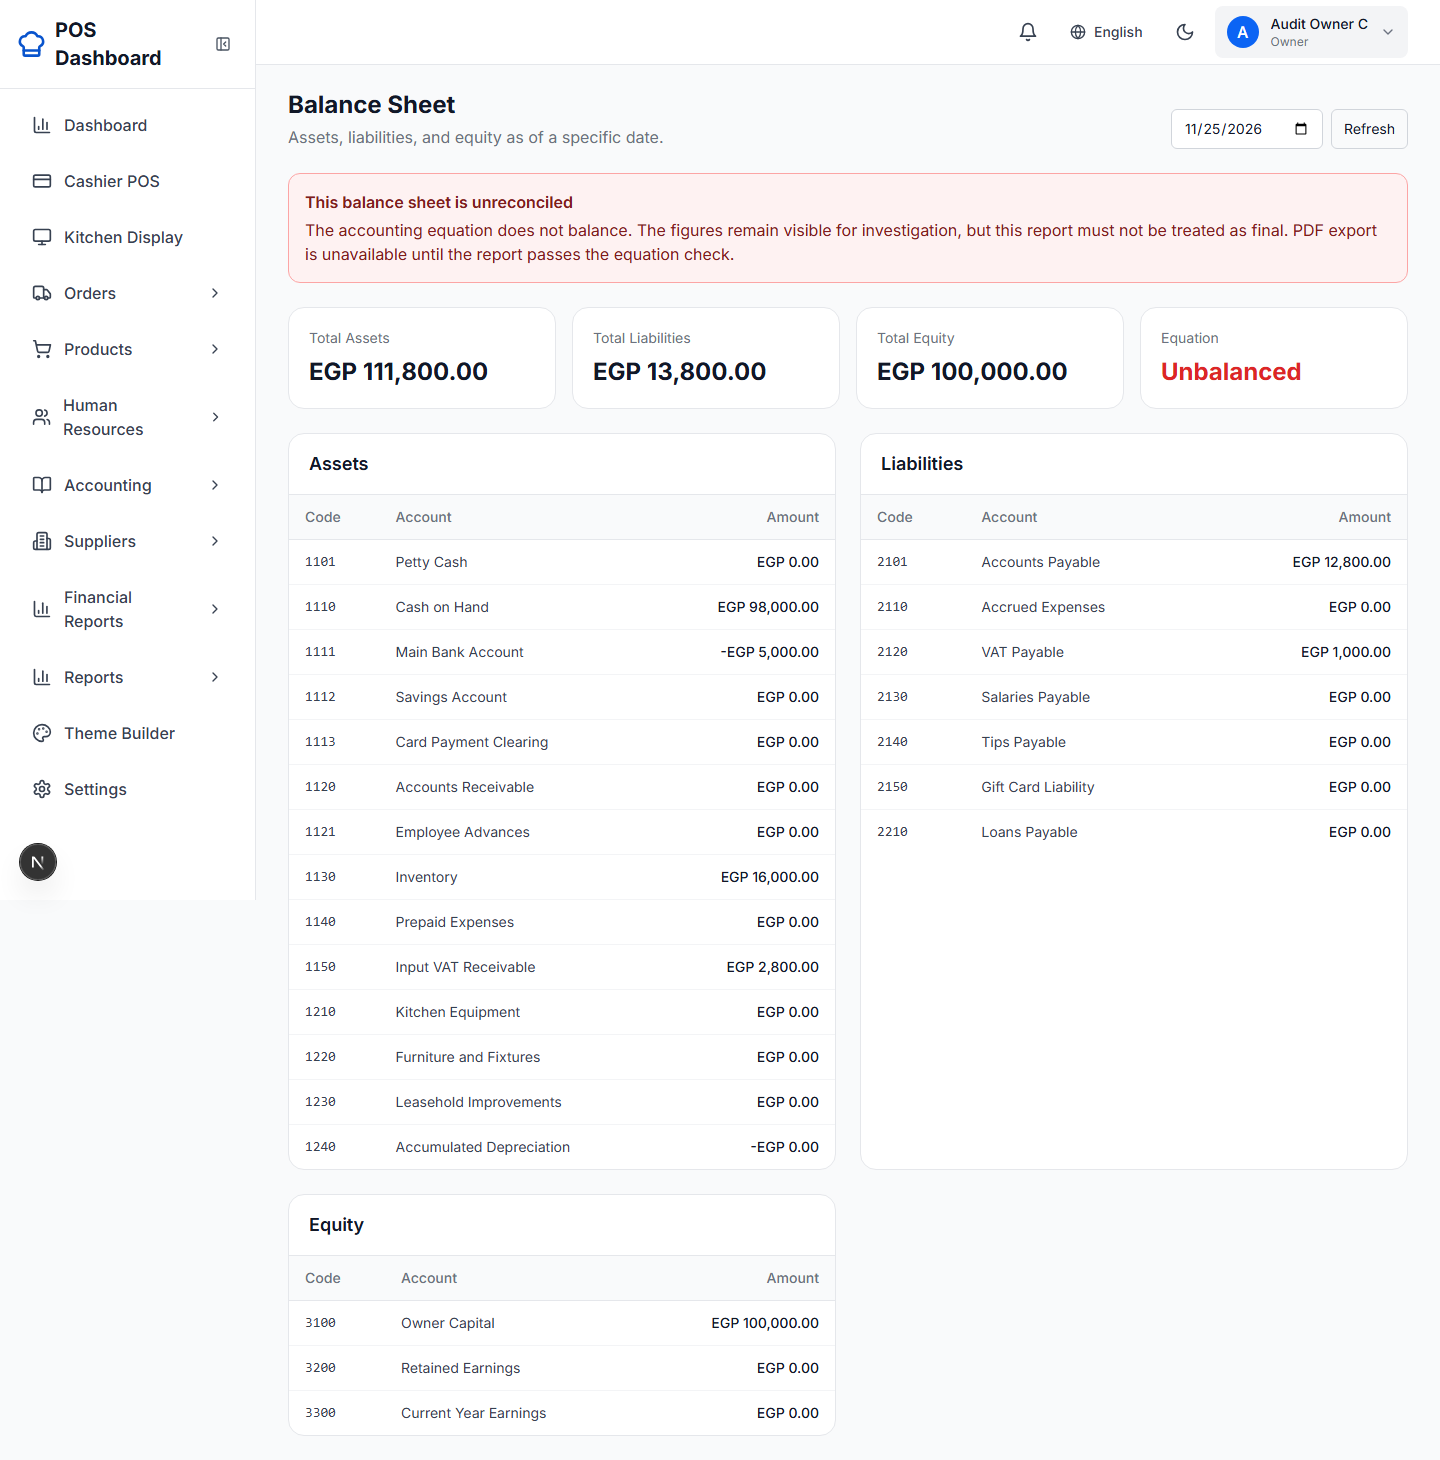 POS
Dashboard
English
A
Audit Owner C
Owner
Dashboard
Cashier POS
Kitchen Display
Orders
Products
Human
Resources
Accounting
Suppliers
Financial
Reports
Reports
Theme Builder
Settings
N
Balance Sheet
Assets, liabilities, and equity as of a specific date.
11/25/2026
Refresh
This balance sheet is unreconciled
The accounting equation does not balance. The figures remain visible for investigation, but this report must not be treated as final. PDF export
is unavailable until the report passes the equation check.
Total Assets
EGP 111,800.00
Total Liabilities
EGP 13,800.00
Total Equity
EGP 100,000.00
Equation
Unbalanced
Assets
Code Account Amount
1101 Petty Cash EGP 0.00
1110 Cash on Hand EGP 98,000.00
1111 Main Bank Account -EGP 5,000.00
1112 Savings Account EGP 0.00
1113 Card Payment Clearing EGP 0.00
1120 Accounts Receivable EGP 0.00
1121 Employee Advances EGP 0.00
1130 Inventory EGP 16,000.00
1140 Prepaid Expenses EGP 0.00
1150 Input VAT Receivable EGP 2,800.00
1210 Kitchen Equipment EGP 0.00
1220 Furniture and Fixtures EGP 0.00
1230 Leasehold Improvements EGP 0.00
1240 Accumulated Depreciation -EGP 0.00
Liabilities
Code Account Amount
2101 Accounts Payable EGP 12,800.00
2110 Accrued Expenses EGP 0.00
2120 VAT Payable EGP 1,000.00
2130 Salaries Payable EGP 0.00
2140 Tips Payable EGP 0.00
2150 Gift Card Liability EGP 0.00
2210 Loans Payable EGP 0.00
Equity
Code Account Amount
3100 Owner Capital EGP 100,000.00
3200 Retained Earnings EGP 0.00
3300 Current Year Earnings EGP 0.00